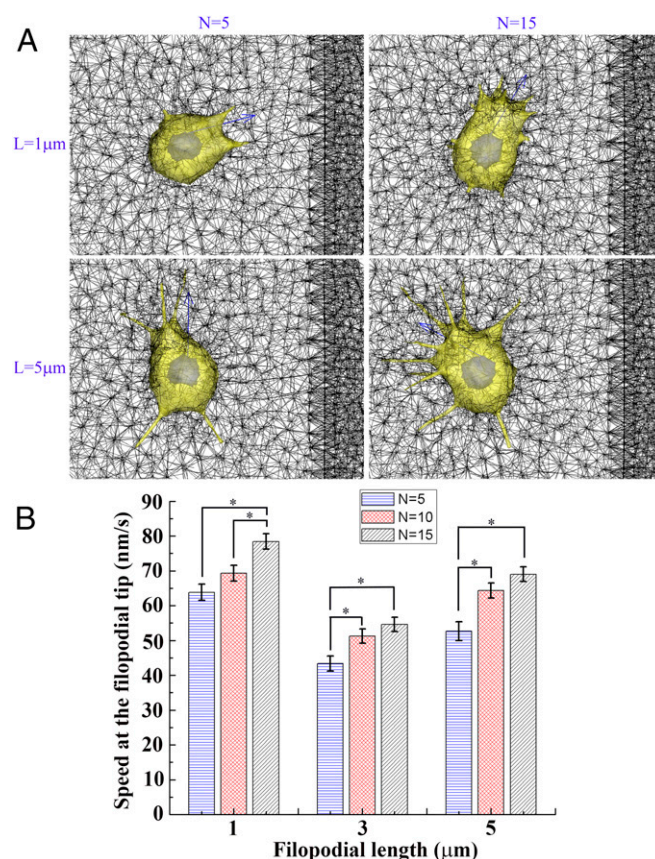 A
N=5
N=15
L=1μm
L=5μm
B
Speed at the filopodial tip (nm/s)
90
80
70
60
50
40
30
20
10
0
N=5
N=10
N=15
*
*
*
*
*
*
1
3
5
Filopodial length (μm)